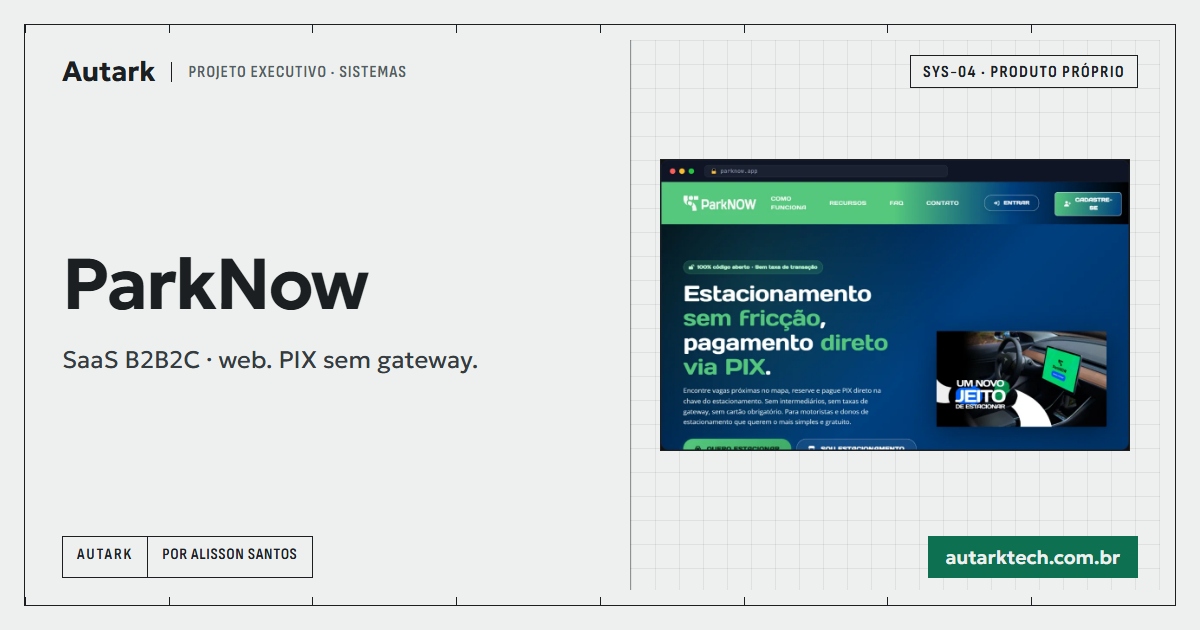 Autark
PROJETO EXECUTIVO · SISTEMAS
SYS-04 · PRODUTO PRÓPRIO
ParkNow
SaaS B2B2C · web. PIX sem gateway.
parknow.app
ParkNOW
COMO
FUNCIONA
RECURSOS
FAQ
CONTATO
ENTRAR
CADASTRE-
SE
100% código aberto · Sem taxa de transação
Estacionamento
sem fricção,
pagamento direto
via PIX.
Encontre vagas próximas no mapa, reserve e pague PIX direto na
chave do estacionamento. Sem intermediários, sem taxas de
gateway, sem cartão obrigatório. Para motoristas e donos de
estacionamento que querem o mais simples e gratuito.
QUERO ESTACIONAR
SOU ESTACIONAMENTO
UM NOVO
JEITO
DE ESTACIONAR
AUTARK
POR ALISSON SANTOS
autarktech.com.br